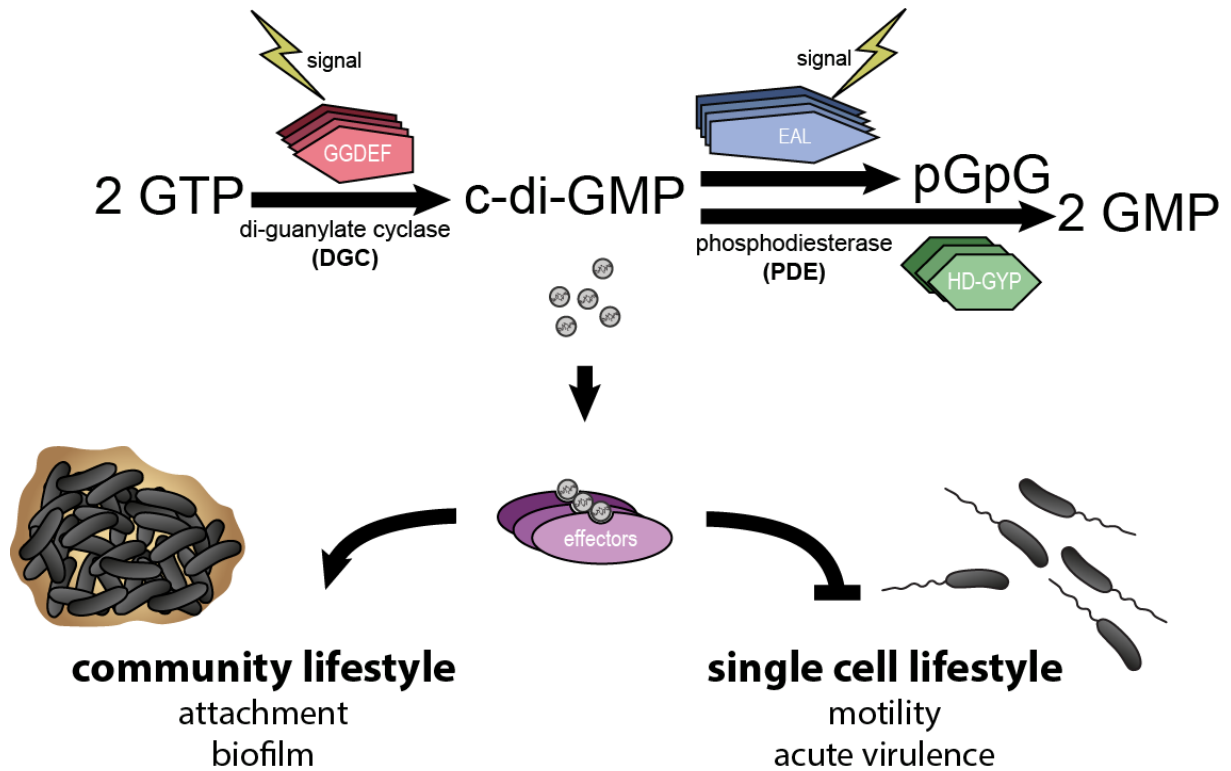 signal
signal
GGDEF
EAL
2 GTP
c-di-GMP
pGpG
2 GMP
di-guanylate cyclase
(DGC)
phosphodiesterase
(PDE)
HD-GYP
effectors
community lifestyle
attachment
biofilm
single cell lifestyle
motility
acute virulence